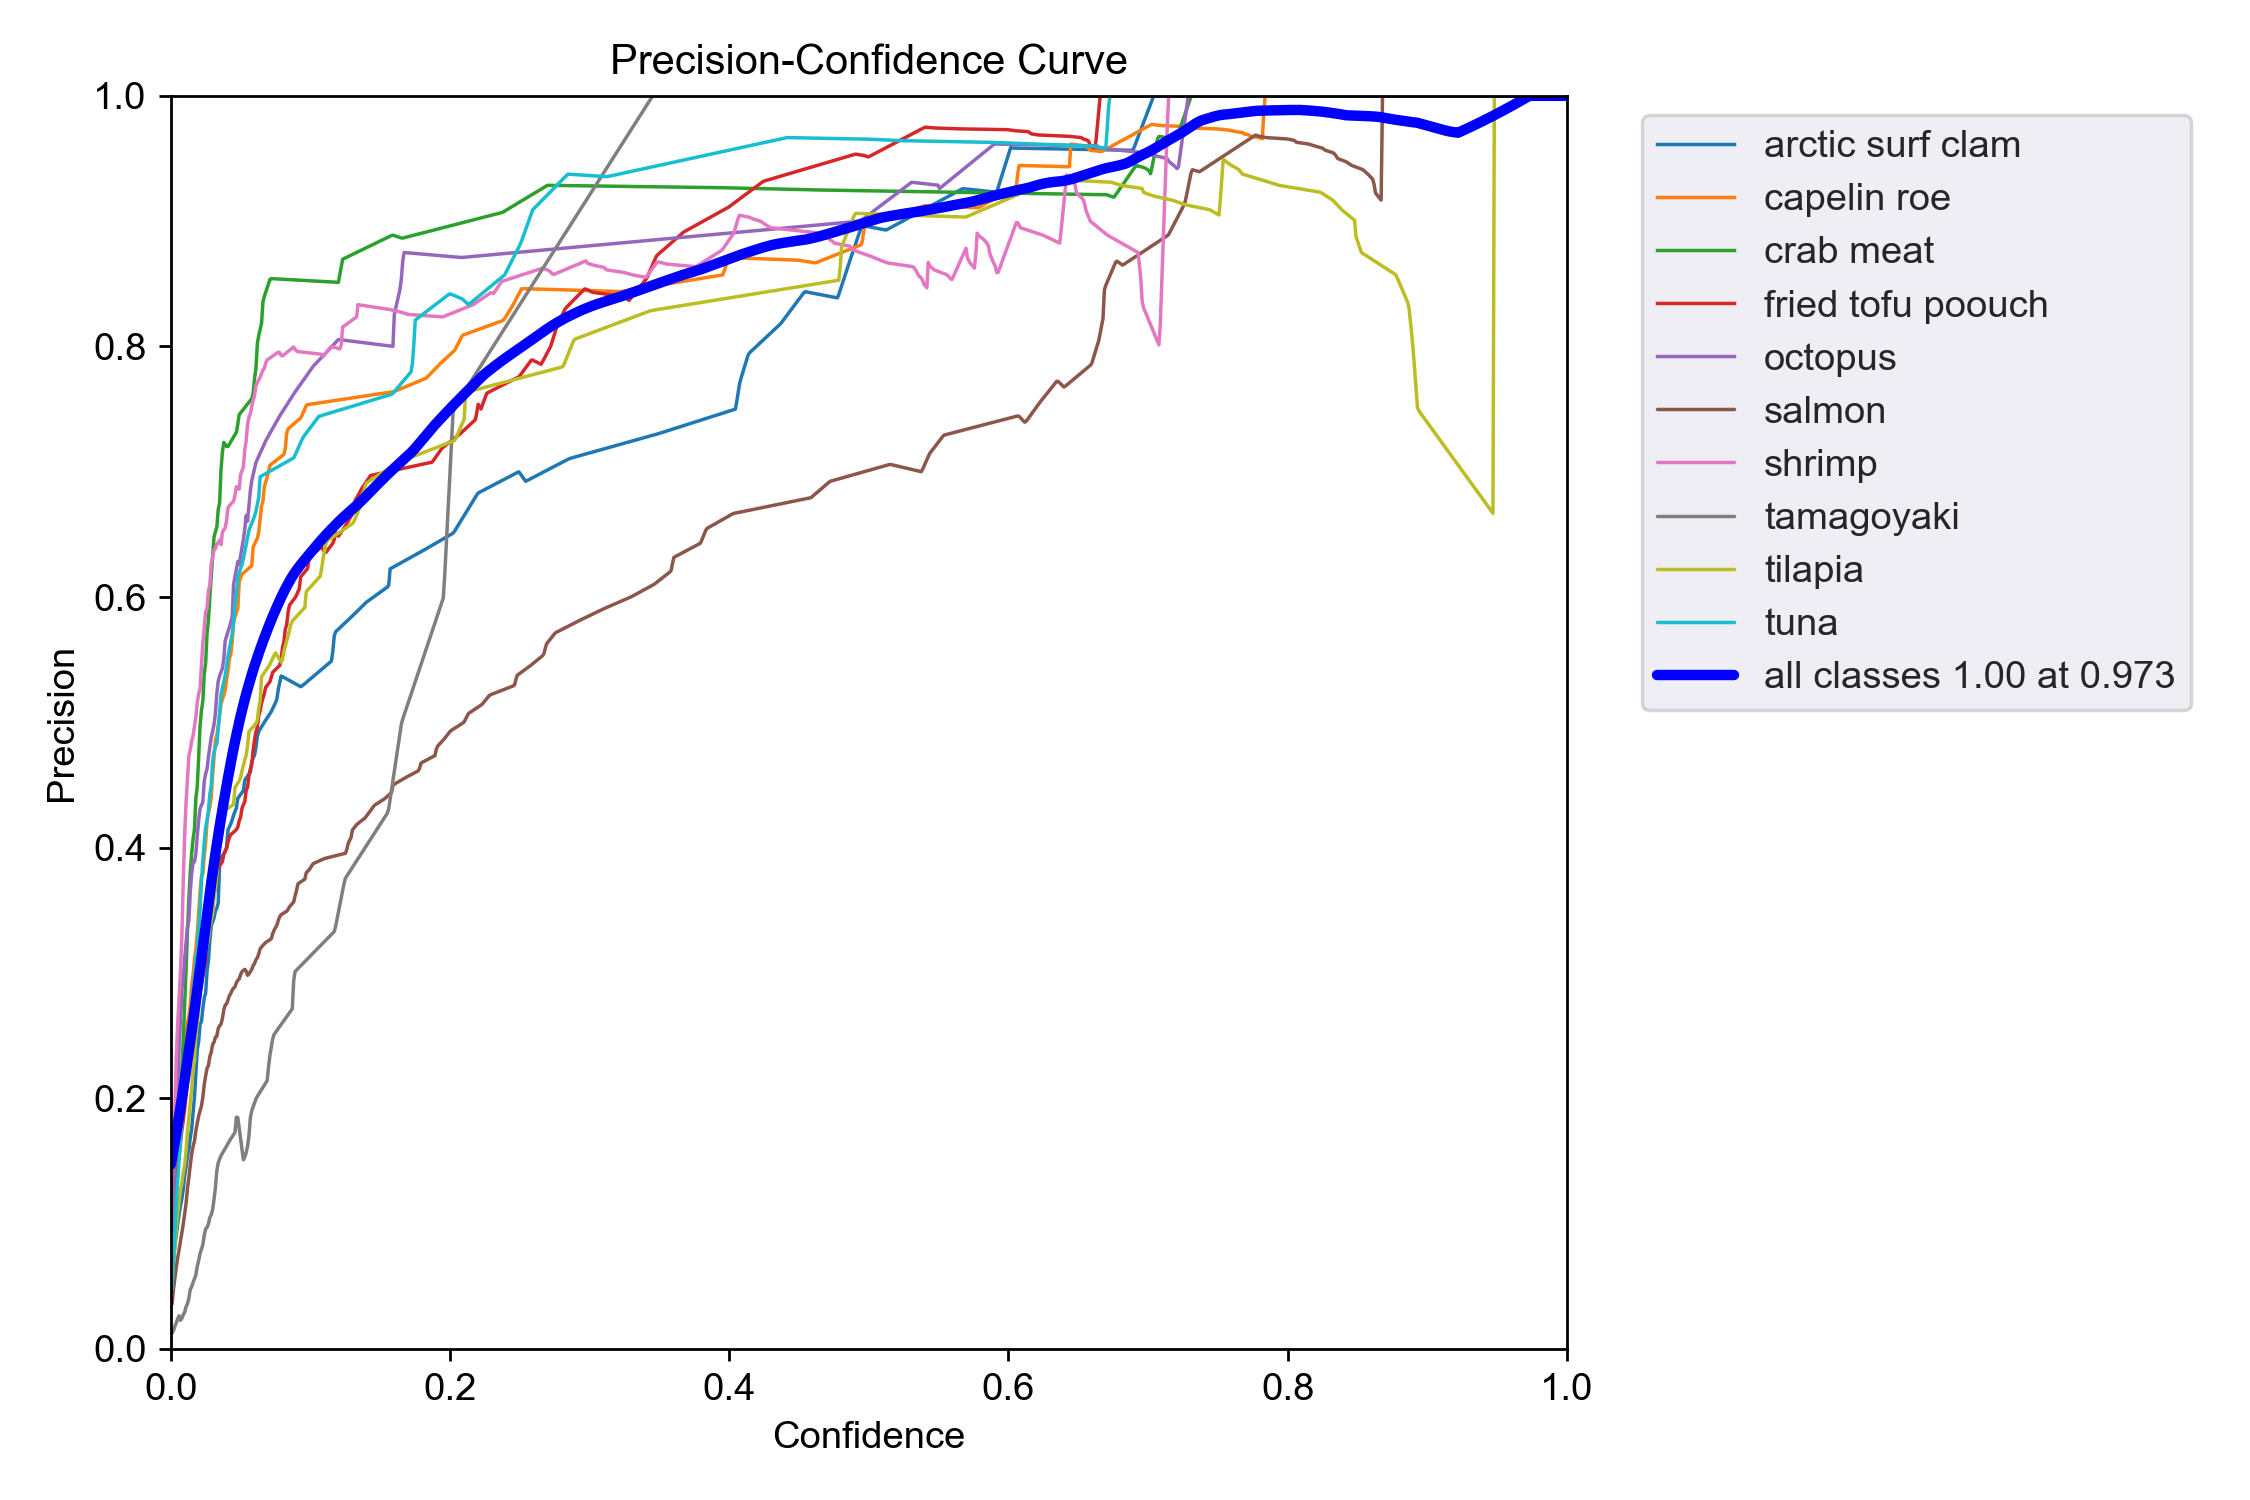 Precision-Confidence Curve
1.0
0.8
0.6
0.4
0.2
0.0
Precision
0.0 0.2 0.4 0.6 0.8 1.0
Confidence
arctic surf clam
capelin roe
crab meat
fried tofu poouch
octopus
salmon
shrimp
tamagoyaki
tilapia
tuna
all classes 1.00 at 0.973